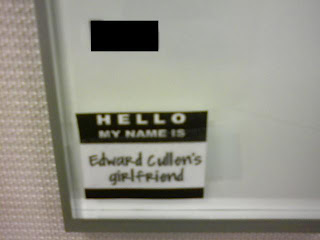 HELLO
MY NAME IS
Edward Cullen's
girlfriend